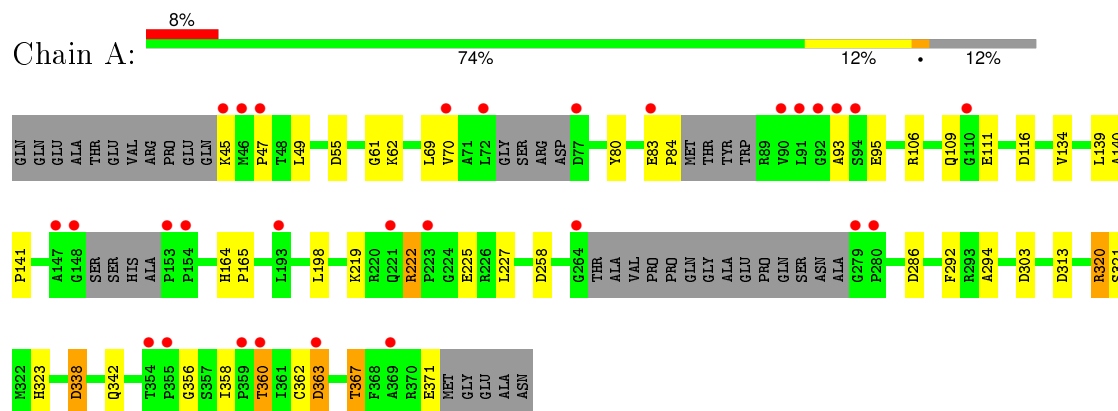 8%
Chain A:
74% 12% • 12%
GLN GLN GLU ALA THR GLU VAL ARG PRO GLU GLN K45 M46 P47 T48 L49 D55 G61 K62 L69 V70 A71 L72 GLY SER ARG ASP D77 Y80 E83 P84 MET THR TYR TRP R89 V90 L91 G92 A93 S94 E95 R106 Q109 G110 E111 D116 V134 L139 A140
P141 A147 G148 SER SER HIS ALA P153 P154 H164 P165 L193 L198 K219 R220 Q221 R222 P223 G224 E225 R226 L227 D258 G264 THR ALA VAL PRO PRO GLN GLY ALA GLU PRO GLN SER ASN ALA G279 P280 D286 F292 R293 A294 D303 D313 R320 S321
M322 H323 D338 Q342 T354 P355 G356 S357 I358 P359 T360 I361 C362 D363 T367 F368 A369 R370 E371 MET GLY GLU ALA ASN